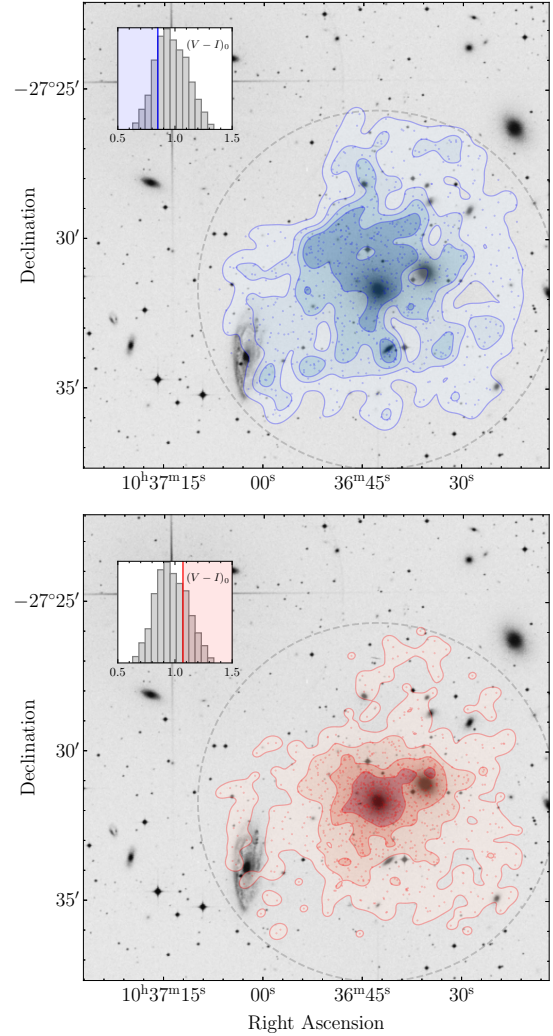 (V − I)₀
0.5 1.0 1.5
−27°25′
30′
35′
Declination
10ʰ37ᵐ15ˢ 00ˢ 36ᵐ45ˢ 30ˢ
(V − I)₀
0.5 1.0 1.5
−27°25′
30′
35′
Declination
10ʰ37ᵐ15ˢ 00ˢ 36ᵐ45ˢ 30ˢ
Right Ascension